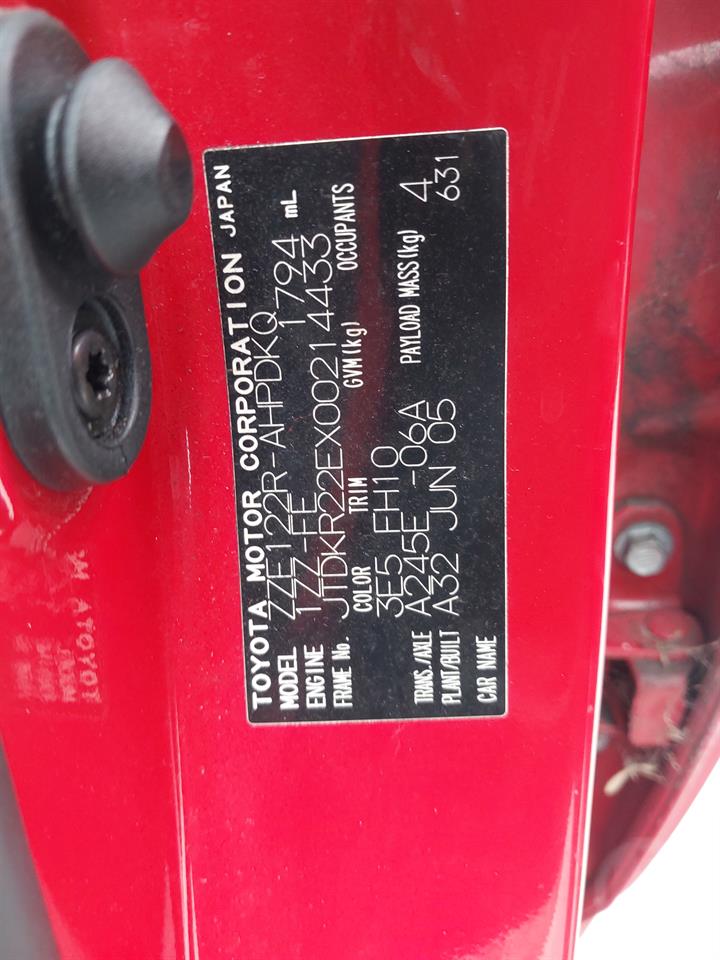 TOYOTA MOTOR CORPORATION JAPAN
MODEL ZZE122R-AHPDKQ
ENGINE 1ZZ-FE 1794 mL
FRAME No. JTDKR22EX00214433
COLOR TRIM GVM(kg) OCCUPANTS
3E5 EH10 4
TRANS./AXLE A245E -06A PAYLOAD MASS(kg) 631
PLANT/BUILT A32 JUN 05
CAR NAME